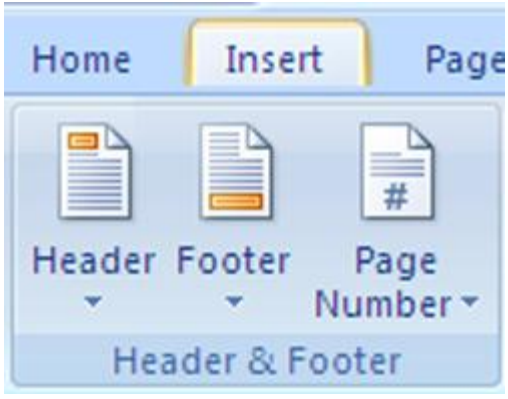 Home Insert Page
#
Header Footer Page
Number
Header & Footer